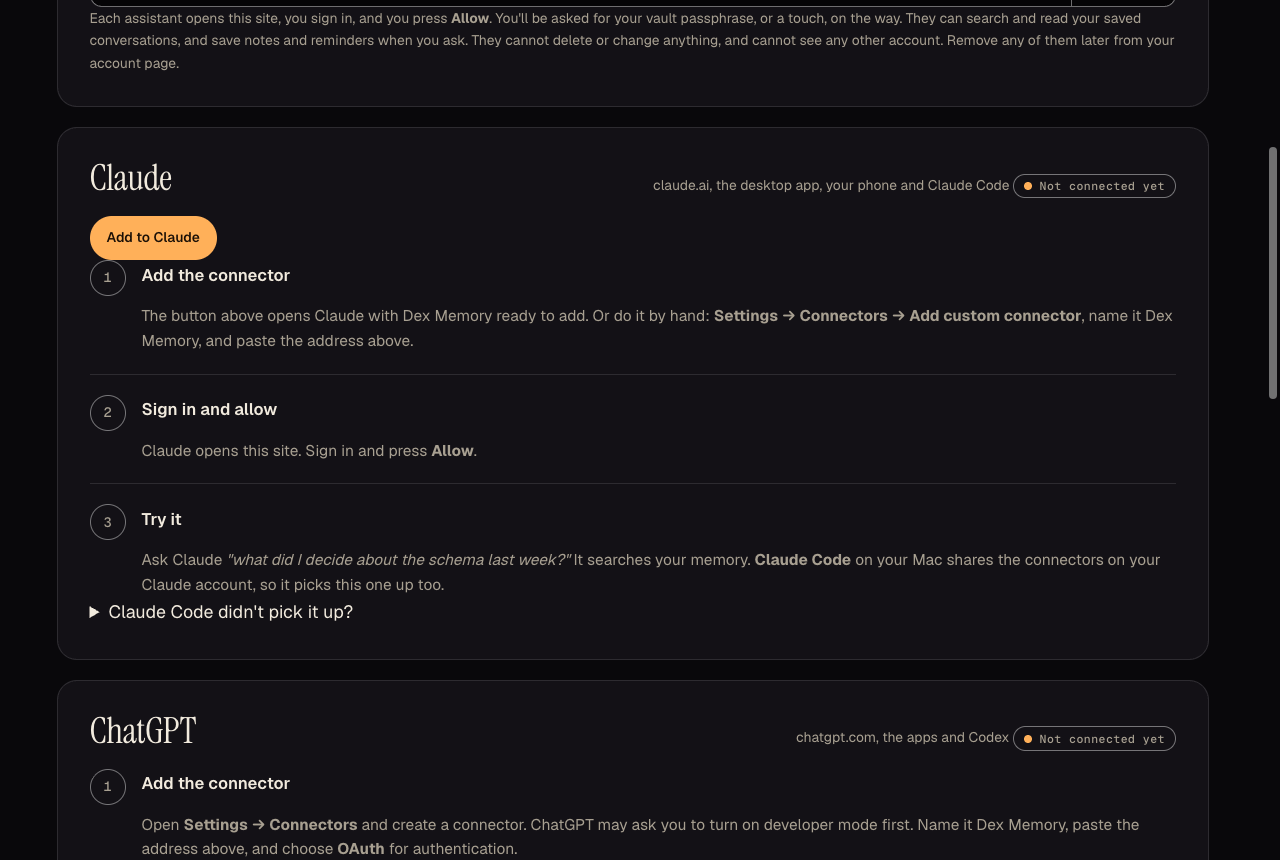 Each assistant opens this site, you sign in, and you press Allow. You'll be asked for your vault passphrase, or a touch, on the way. They can search and read your saved
conversations, and save notes and reminders when you ask. They cannot delete or change anything, and cannot see any other account. Remove any of them later from your
account page.
Claude
claude.ai, the desktop app, your phone and Claude Code
Not connected yet
Add to Claude
1
Add the connector
The button above opens Claude with Dex Memory ready to add. Or do it by hand: Settings → Connectors → Add custom connector, name it Dex
Memory, and paste the address above.
2
Sign in and allow
Claude opens this site. Sign in and press Allow.
3
Try it
Ask Claude "what did I decide about the schema last week?" It searches your memory. Claude Code on your Mac shares the connectors on your
Claude account, so it picks this one up too.
▶ Claude Code didn't pick it up?
ChatGPT
chatgpt.com, the apps and Codex
Not connected yet
1
Add the connector
Open Settings → Connectors and create a connector. ChatGPT may ask you to turn on developer mode first. Name it Dex Memory, paste the
address above, and choose OAuth for authentication.